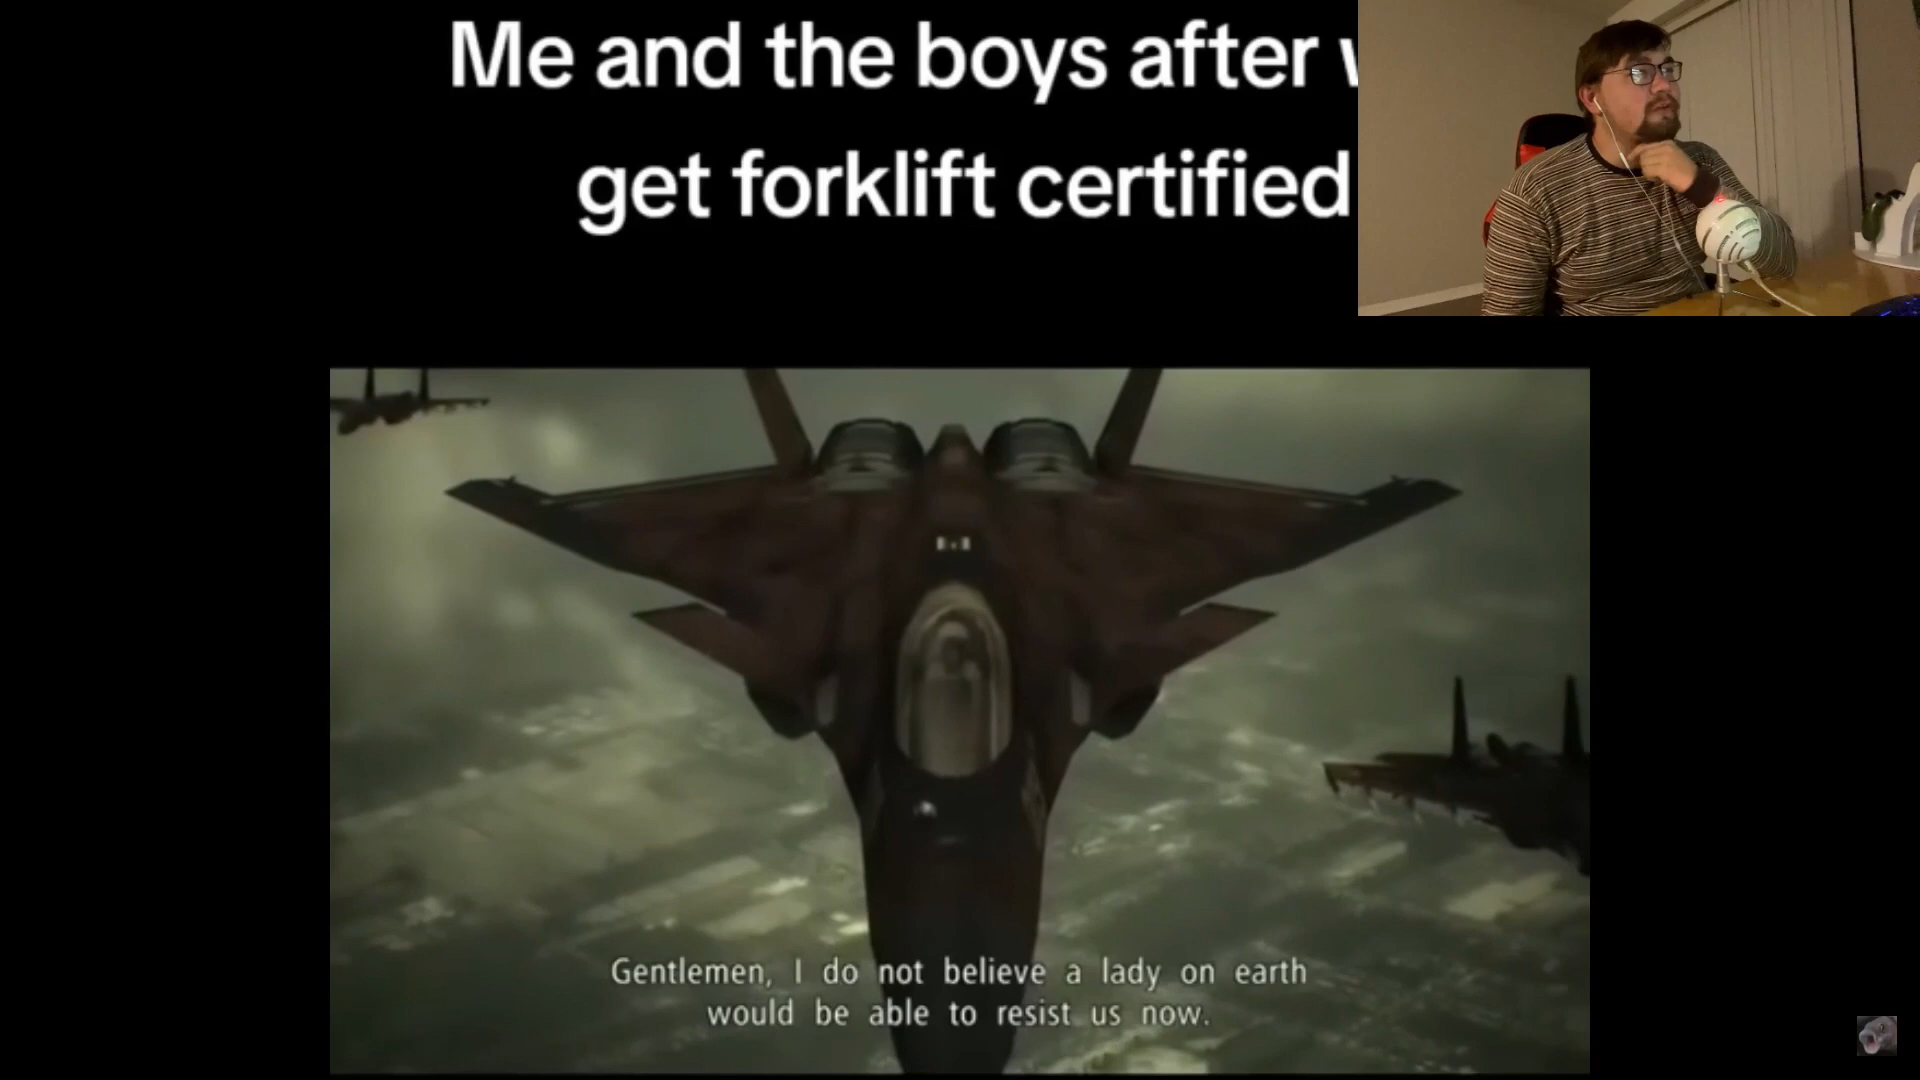 Me and the boys after
get forklift certified
Gentlemen, I do not believe a lady on earth
would be able to resist us now.